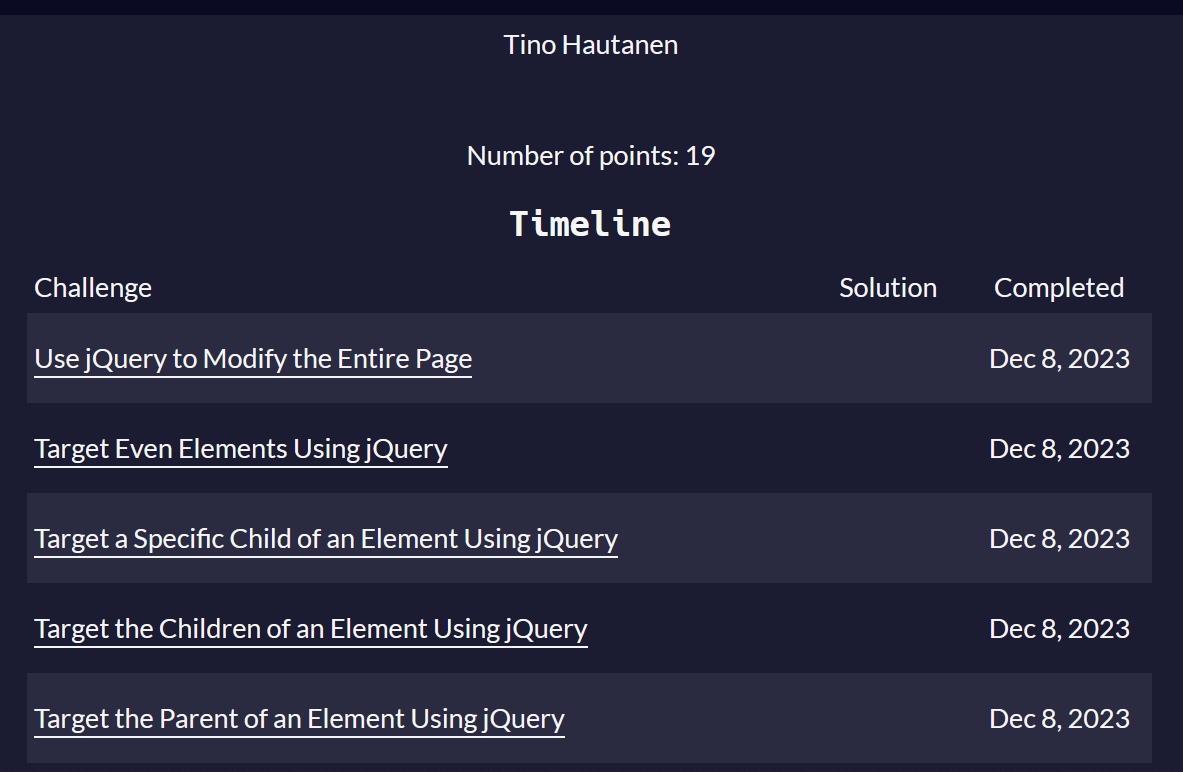 Tino Hautanen
Number of points: 19
Timeline
Challenge Solution Completed
Use jQuery to Modify the Entire Page Dec 8, 2023
Target Even Elements Using jQuery Dec 8, 2023
Target a Specific Child of an Element Using jQuery Dec 8, 2023
Target the Children of an Element Using jQuery Dec 8, 2023
Target the Parent of an Element Using jQuery Dec 8, 2023